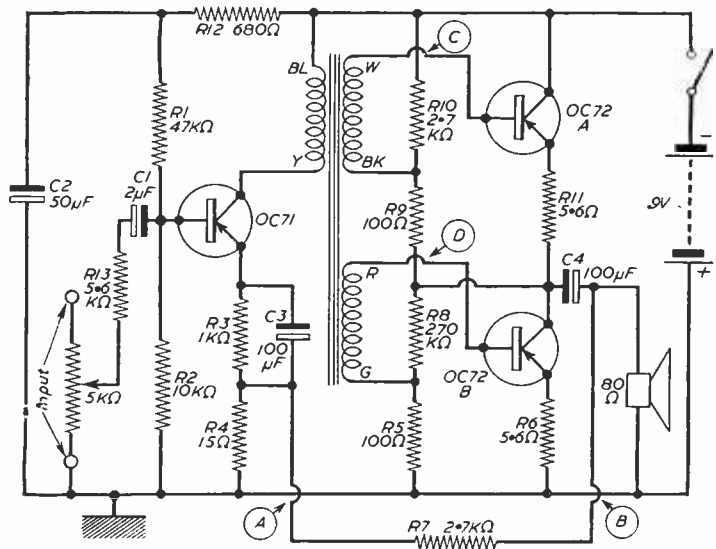 R12 680Ω
C
BL
W
R10
2·7
kΩ
OC72
A
R1
47KΩ
Y
BK
−
C2
50μF
C1
2μF
OC71
R9
100Ω
R11
5·6Ω
9V
+
D
R
C4
100μF
R13
5·6
kΩ
R3
1kΩ
C3
100
μF
R8
270
kΩ
OC72
B
G
80
Ω
Input
5kΩ
R2
10kΩ
R4
15Ω
R5
100Ω
R6
5·6Ω
A
B
R7 2·7kΩ